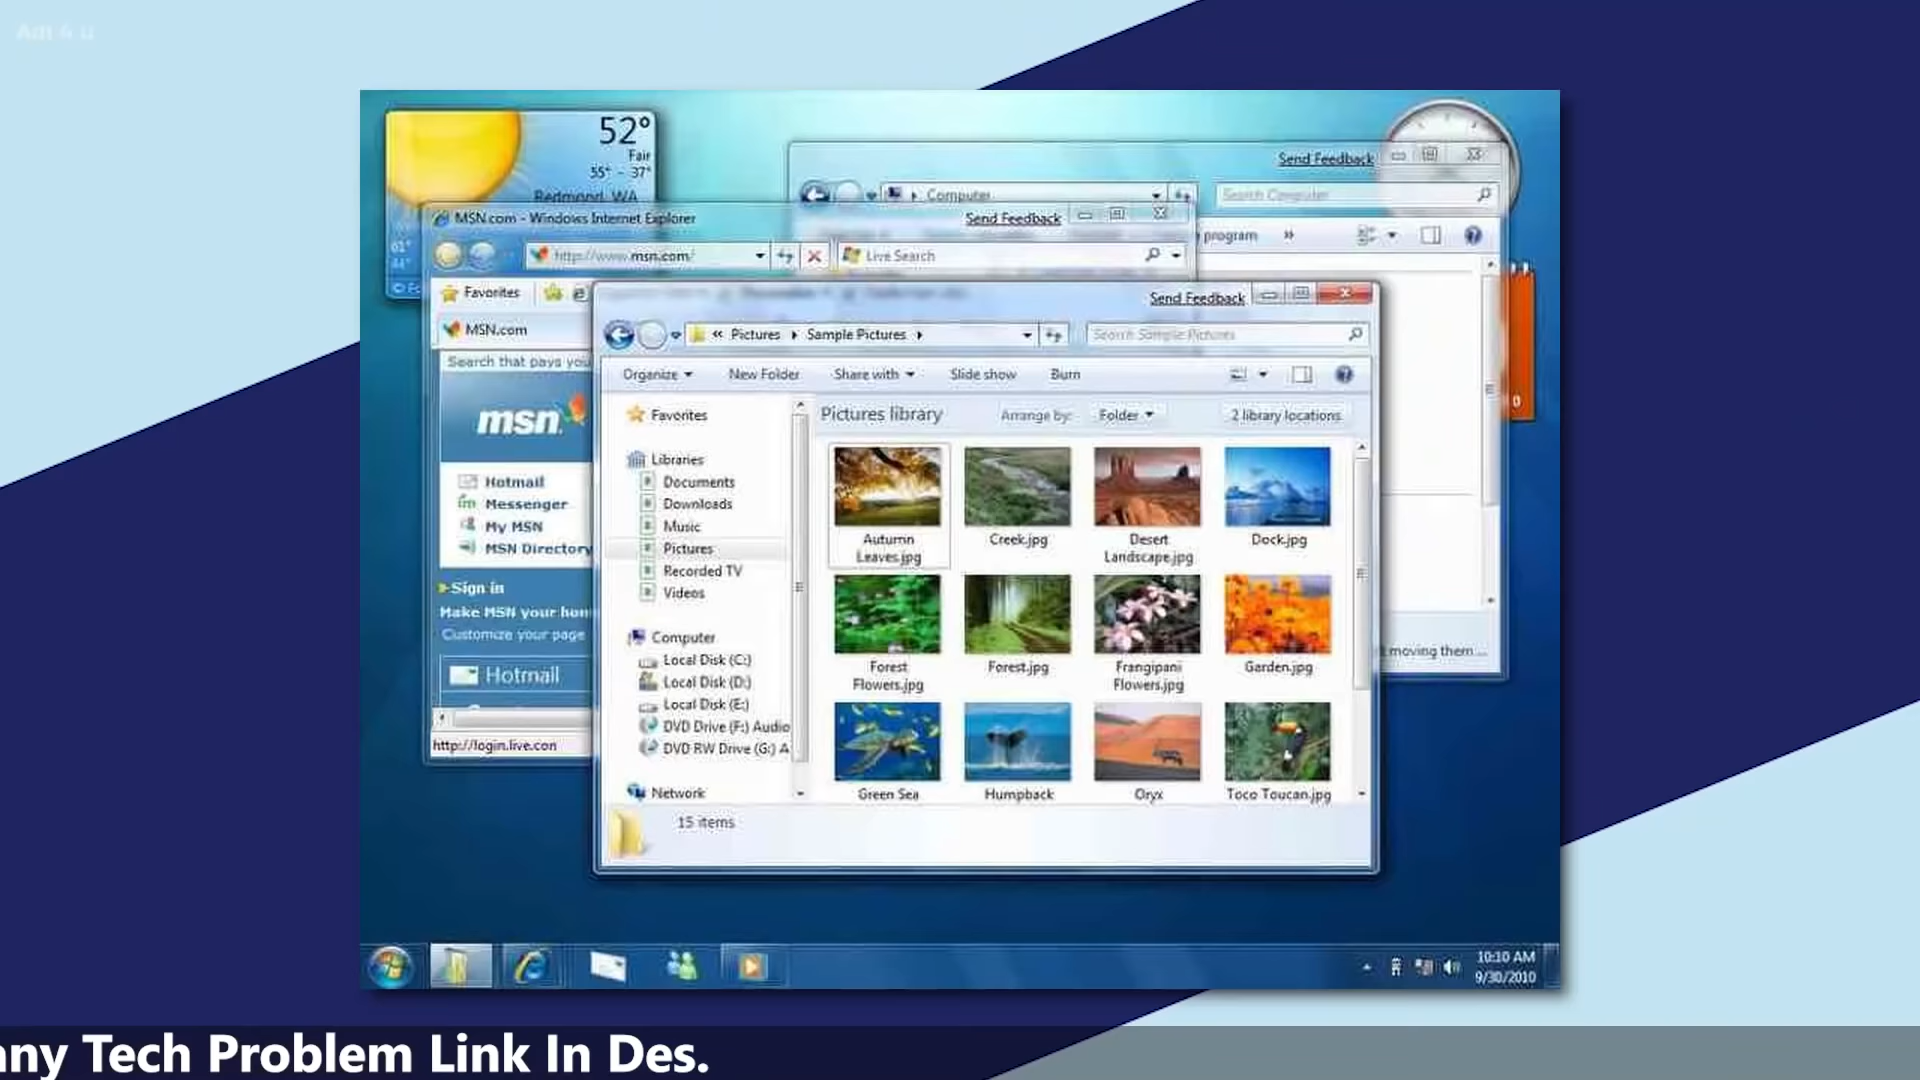 Adi 4 u
52°
Fair
55° - 37°
Redmond, WA
61°
44°
Send Feedback
Computer
Search Computer
program »
MSN.com - Windows Internet Explorer
Send Feedback
http://www.msn.com/
Live Search
Favorites
MSN.com
Search that pays you
msn
Hotmail
Messenger
My MSN
MSN Directory
Sign in
Make MSN your hom
Customize your page
Hotmail
http://login.live.con
Send Feedback
« Pictures Sample Pictures
Search Sample Pictures
Organize
New Folder
Share with
Slide show
Burn
Favorites
Libraries
Documents
Downloads
Music
Pictures
Recorded TV
Videos
Computer
Local Disk (C:)
Local Disk (D:)
Local Disk (E:)
DVD Drive (F:) Audio
DVD RW Drive (G:) A
Network
Pictures library
Arrange by:
Folder
2 library locations
Autumn
Leaves.jpg
Creek.jpg
Desert
Landscape.jpg
Dock.jpg
Forest
Flowers.jpg
Forest.jpg
Frangipani
Flowers.jpg
Garden.jpg
Green Sea
Humpback
Oryx
Toco Toucan.jpg
15 items
moving them ...
0
10:10 AM
9/30/2010
any Tech Problem Link In Des.